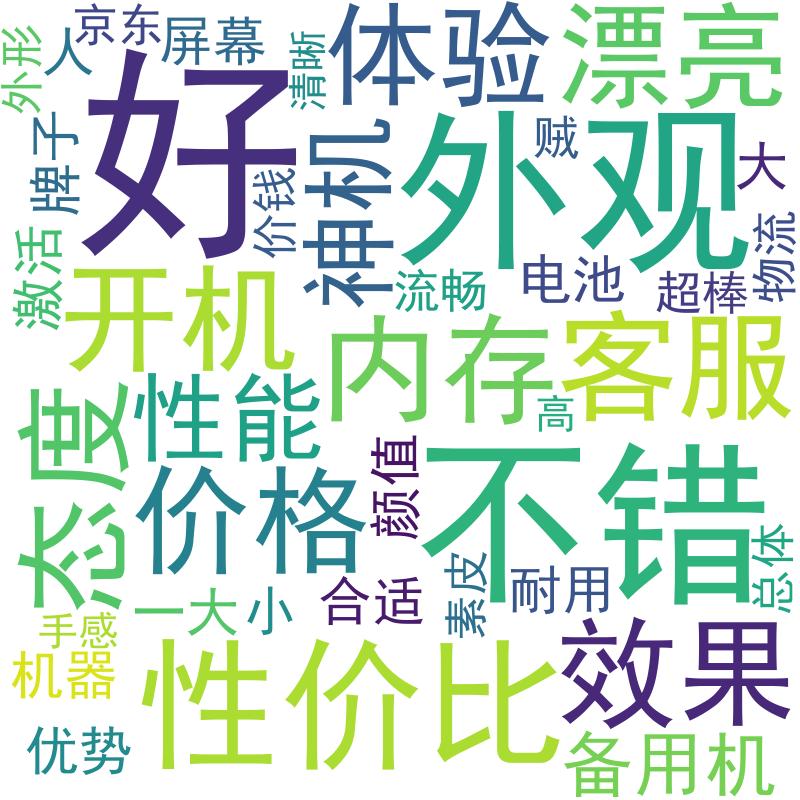 外形
人
京东
屏幕
清晰
体验
漂亮
好
牌子
价钱
神机
外观
贼
大
物流
激活
开机
流畅
电池
超棒
内存
客服
态度
性能
高
价格
颜值
不错
总体
素皮
耐用
一大
小
合适
手感
机器
性价比
效果
优势
备用机